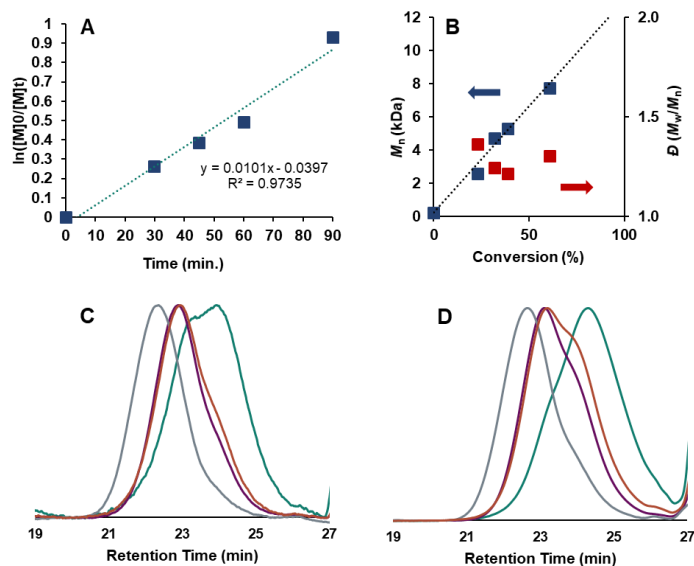 A
ln([M]0/[M]t)
1
0.9
0.8
0.7
0.6
0.5
0.4
0.3
0.2
0.1
0
y = 0.0101x - 0.0397
R² = 0.9735
0 10 20 30 40 50 60 70 80 90
Time (min.)
B
Mn (kDa)
12
10
8
6
4
2
0
2.0
1.5
1.0
Đ (Mw/Mn)
0 50 100
Conversion (%)
C
19 21 23 25 27
Retention Time (min)
D
19 21 23 25 27
Retention Time (min)